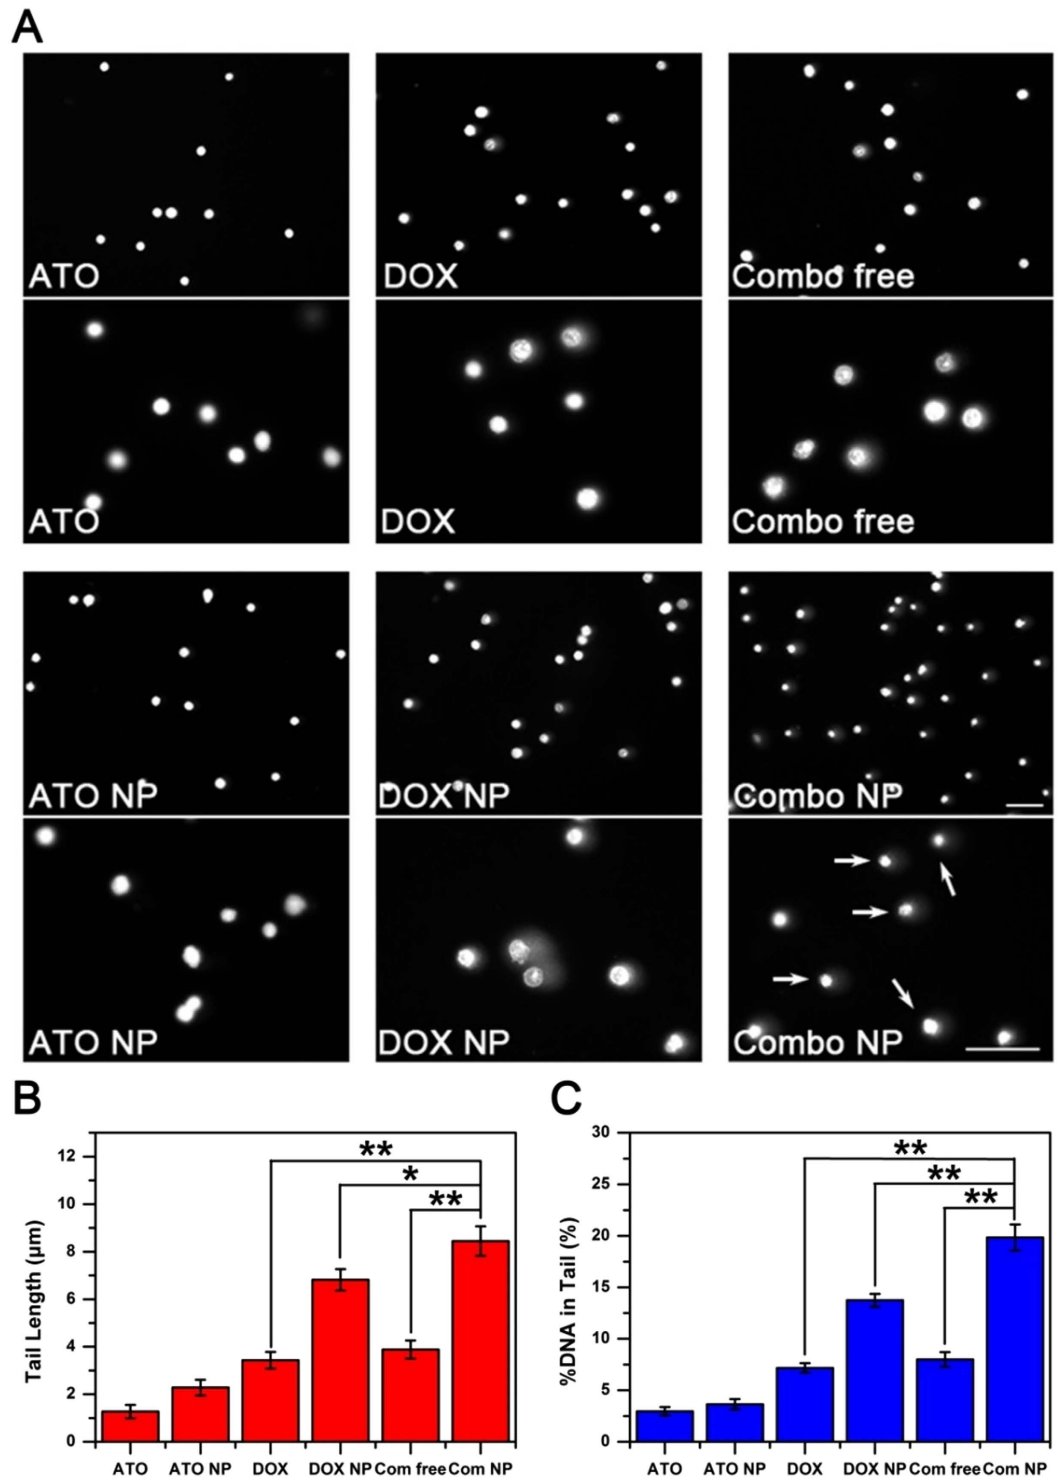 A
ATO
DOX
Combo free
ATO
DOX
Combo free
ATO NP
DOX NP
Combo NP
ATO NP
DOX NP
Combo NP
B
**
*
**
12
10
8
6
4
2
0
Tail Length (μm)
ATO ATO NP DOX DOX NP Com free Com NP
C
**
**
**
30
25
20
15
10
5
0
%DNA in Tail (%)
ATO ATO NP DOX DOX NP Com free Com NP